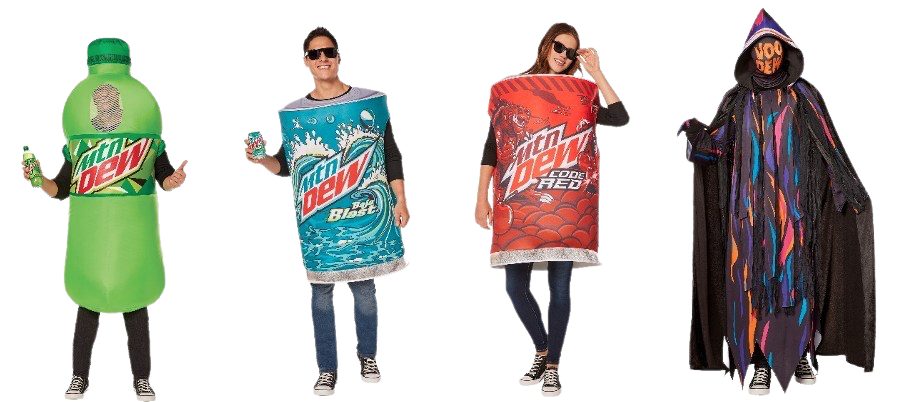 mtn
DEW
mtn
DEW
Baja
Blast
mtn
DEW
CODE
RED
VOO
DEW